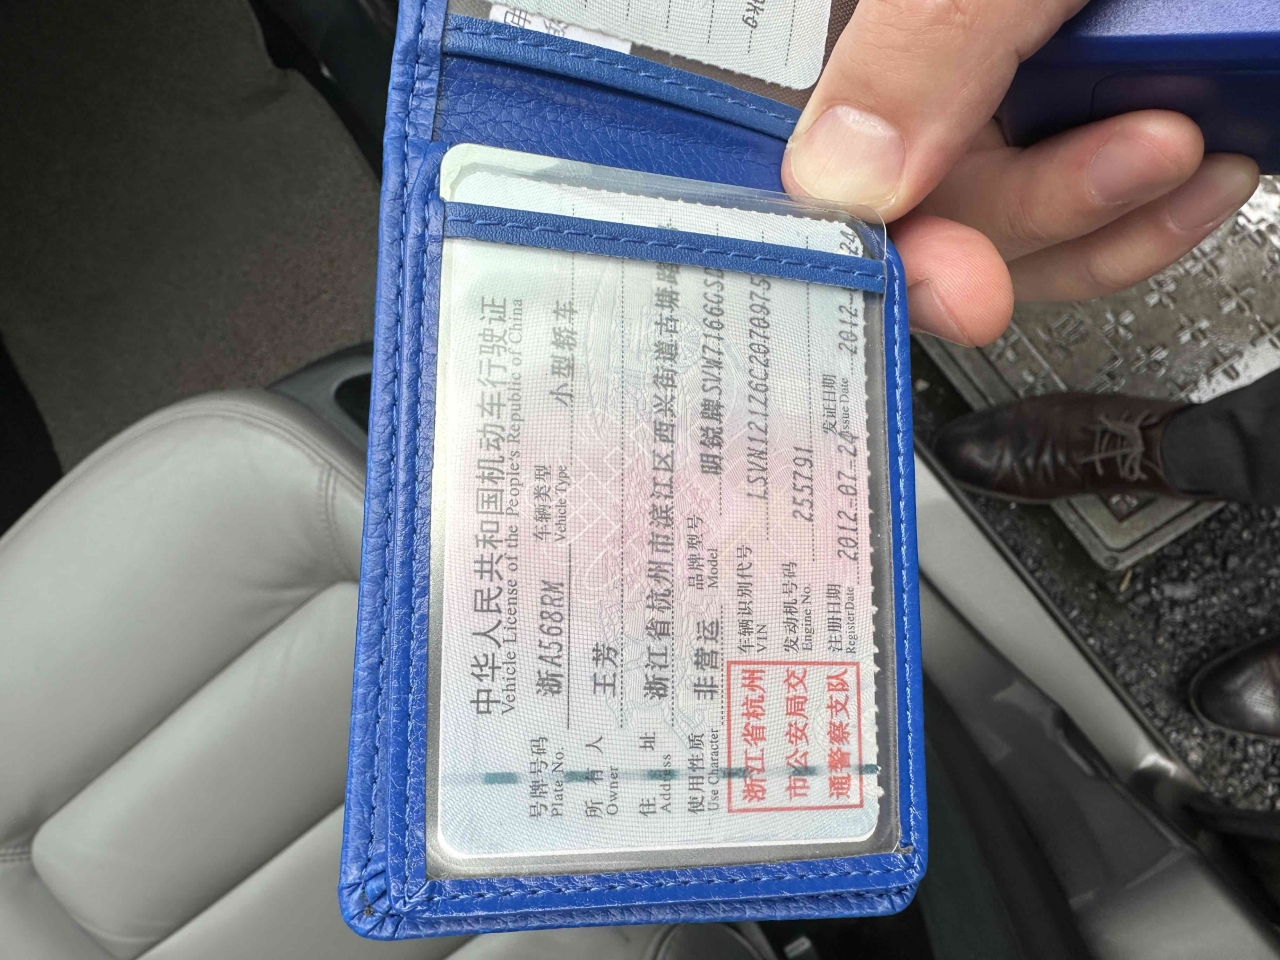 中华人民共和国机动车行驶证
Vehicle License of the People's Republic of China
号牌号码 浙A568RM 车辆类型 小型轿车
Plate No. Vehicle Type
所有人 王芳
Owner
住址 浙江省杭州市滨江区西兴街道古塘路
Address
使用性质 非营运 品牌型号 明锐牌SVW7166GSD
Use Character Model
浙江省杭州
市公安局交
通警察支队
车辆识别代号 LSVN1211Z6C2070975
VIN
发动机号码 255791
Engine No.
注册日期 2012-07-24 发证日期 2012-
Register Date Issue Date